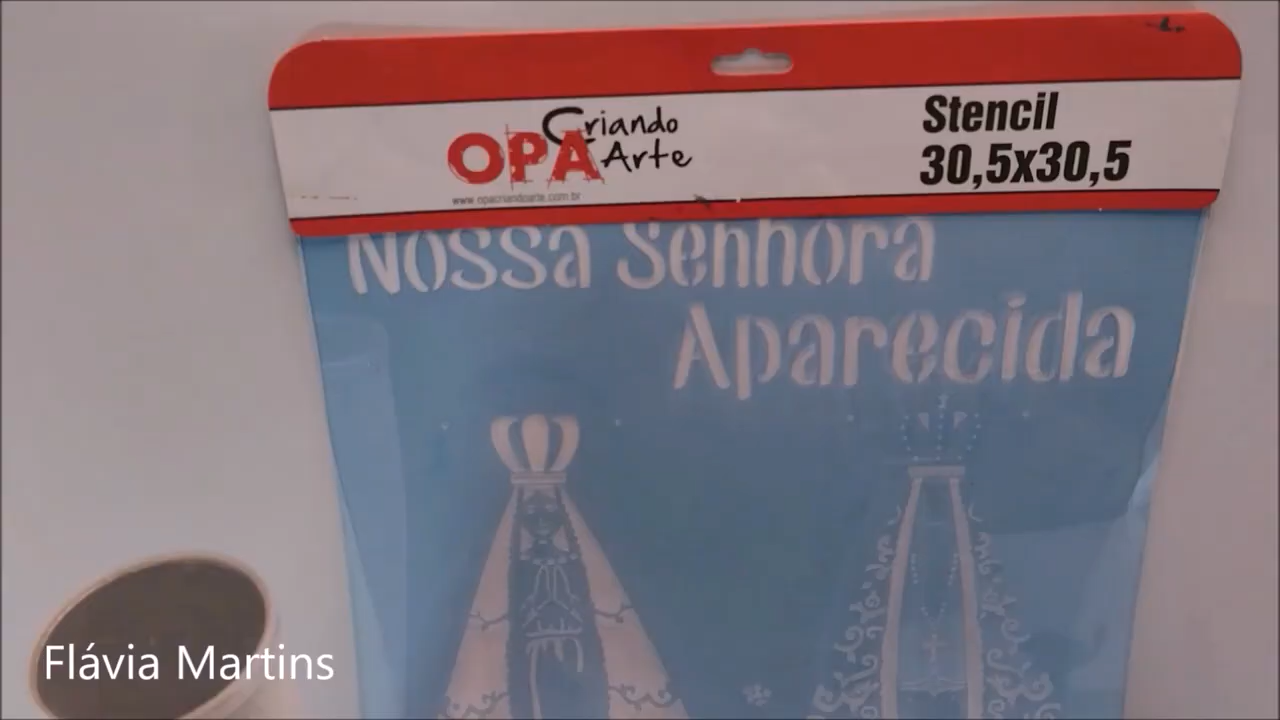 OPA Criando Arte
www.opacriandoarte.com.br
Stencil
30,5x30,5
Nossa Senhora
Aparecida
Flávia Martins